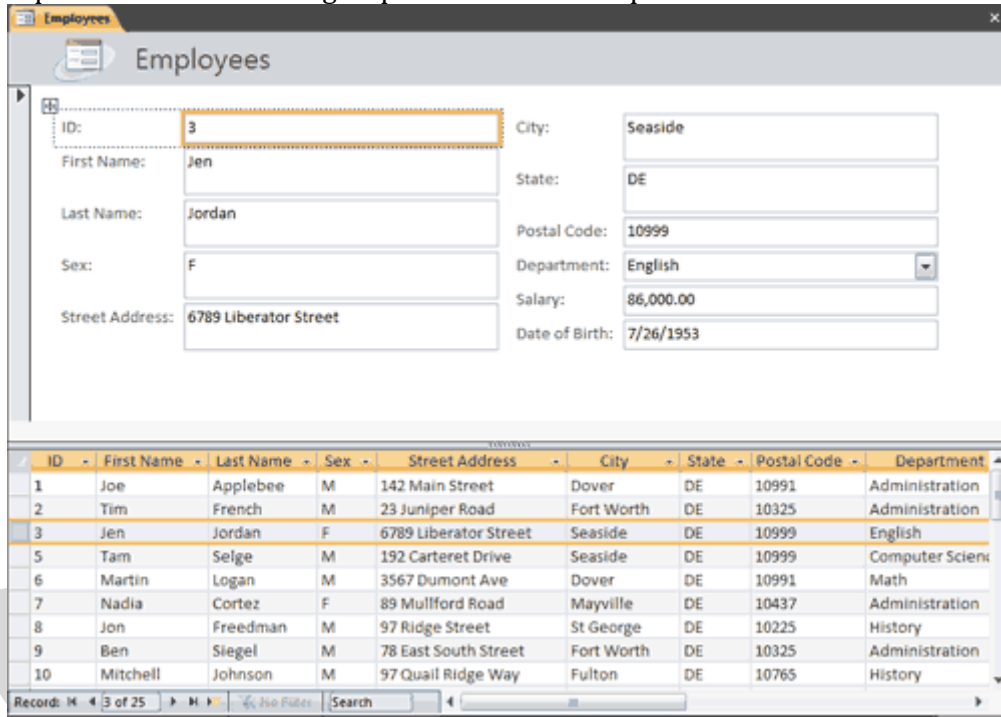 Employees
Employees
ID: 3 City: Seaside
First Name: Jen
State: DE
Last Name: Jordan
Postal Code: 10999
Sex: F Department: English
Salary: 86,000.00
Street Address: 6789 Liberator Street
Date of Birth: 7/26/1953
ID First Name Last Name Sex Street Address City State Postal Code Department
1 Joe Applebee M 142 Main Street Dover DE 10991 Administration
2 Tim French M 23 Juniper Road Fort Worth DE 10325 Administration
3 Jen Jordan F 6789 Liberator Street Seaside DE 10999 English
5 Tam Selge M 192 Carteret Drive Seaside DE 10999 Computer Scien
6 Martin Logan M 3567 Dumont Ave Dover DE 10991 Math
7 Nadia Cortez F 89 Mullford Road Mayville DE 10437 Administration
8 Jon Freedman M 97 Ridge Street St George DE 10225 History
9 Ben Siegel M 78 East South Street Fort Worth DE 10325 Administration
10 Mitchell Johnson M 97 Quail Ridge Way Fulton DE 10765 History
Record: 3 of 25 No Filter Search